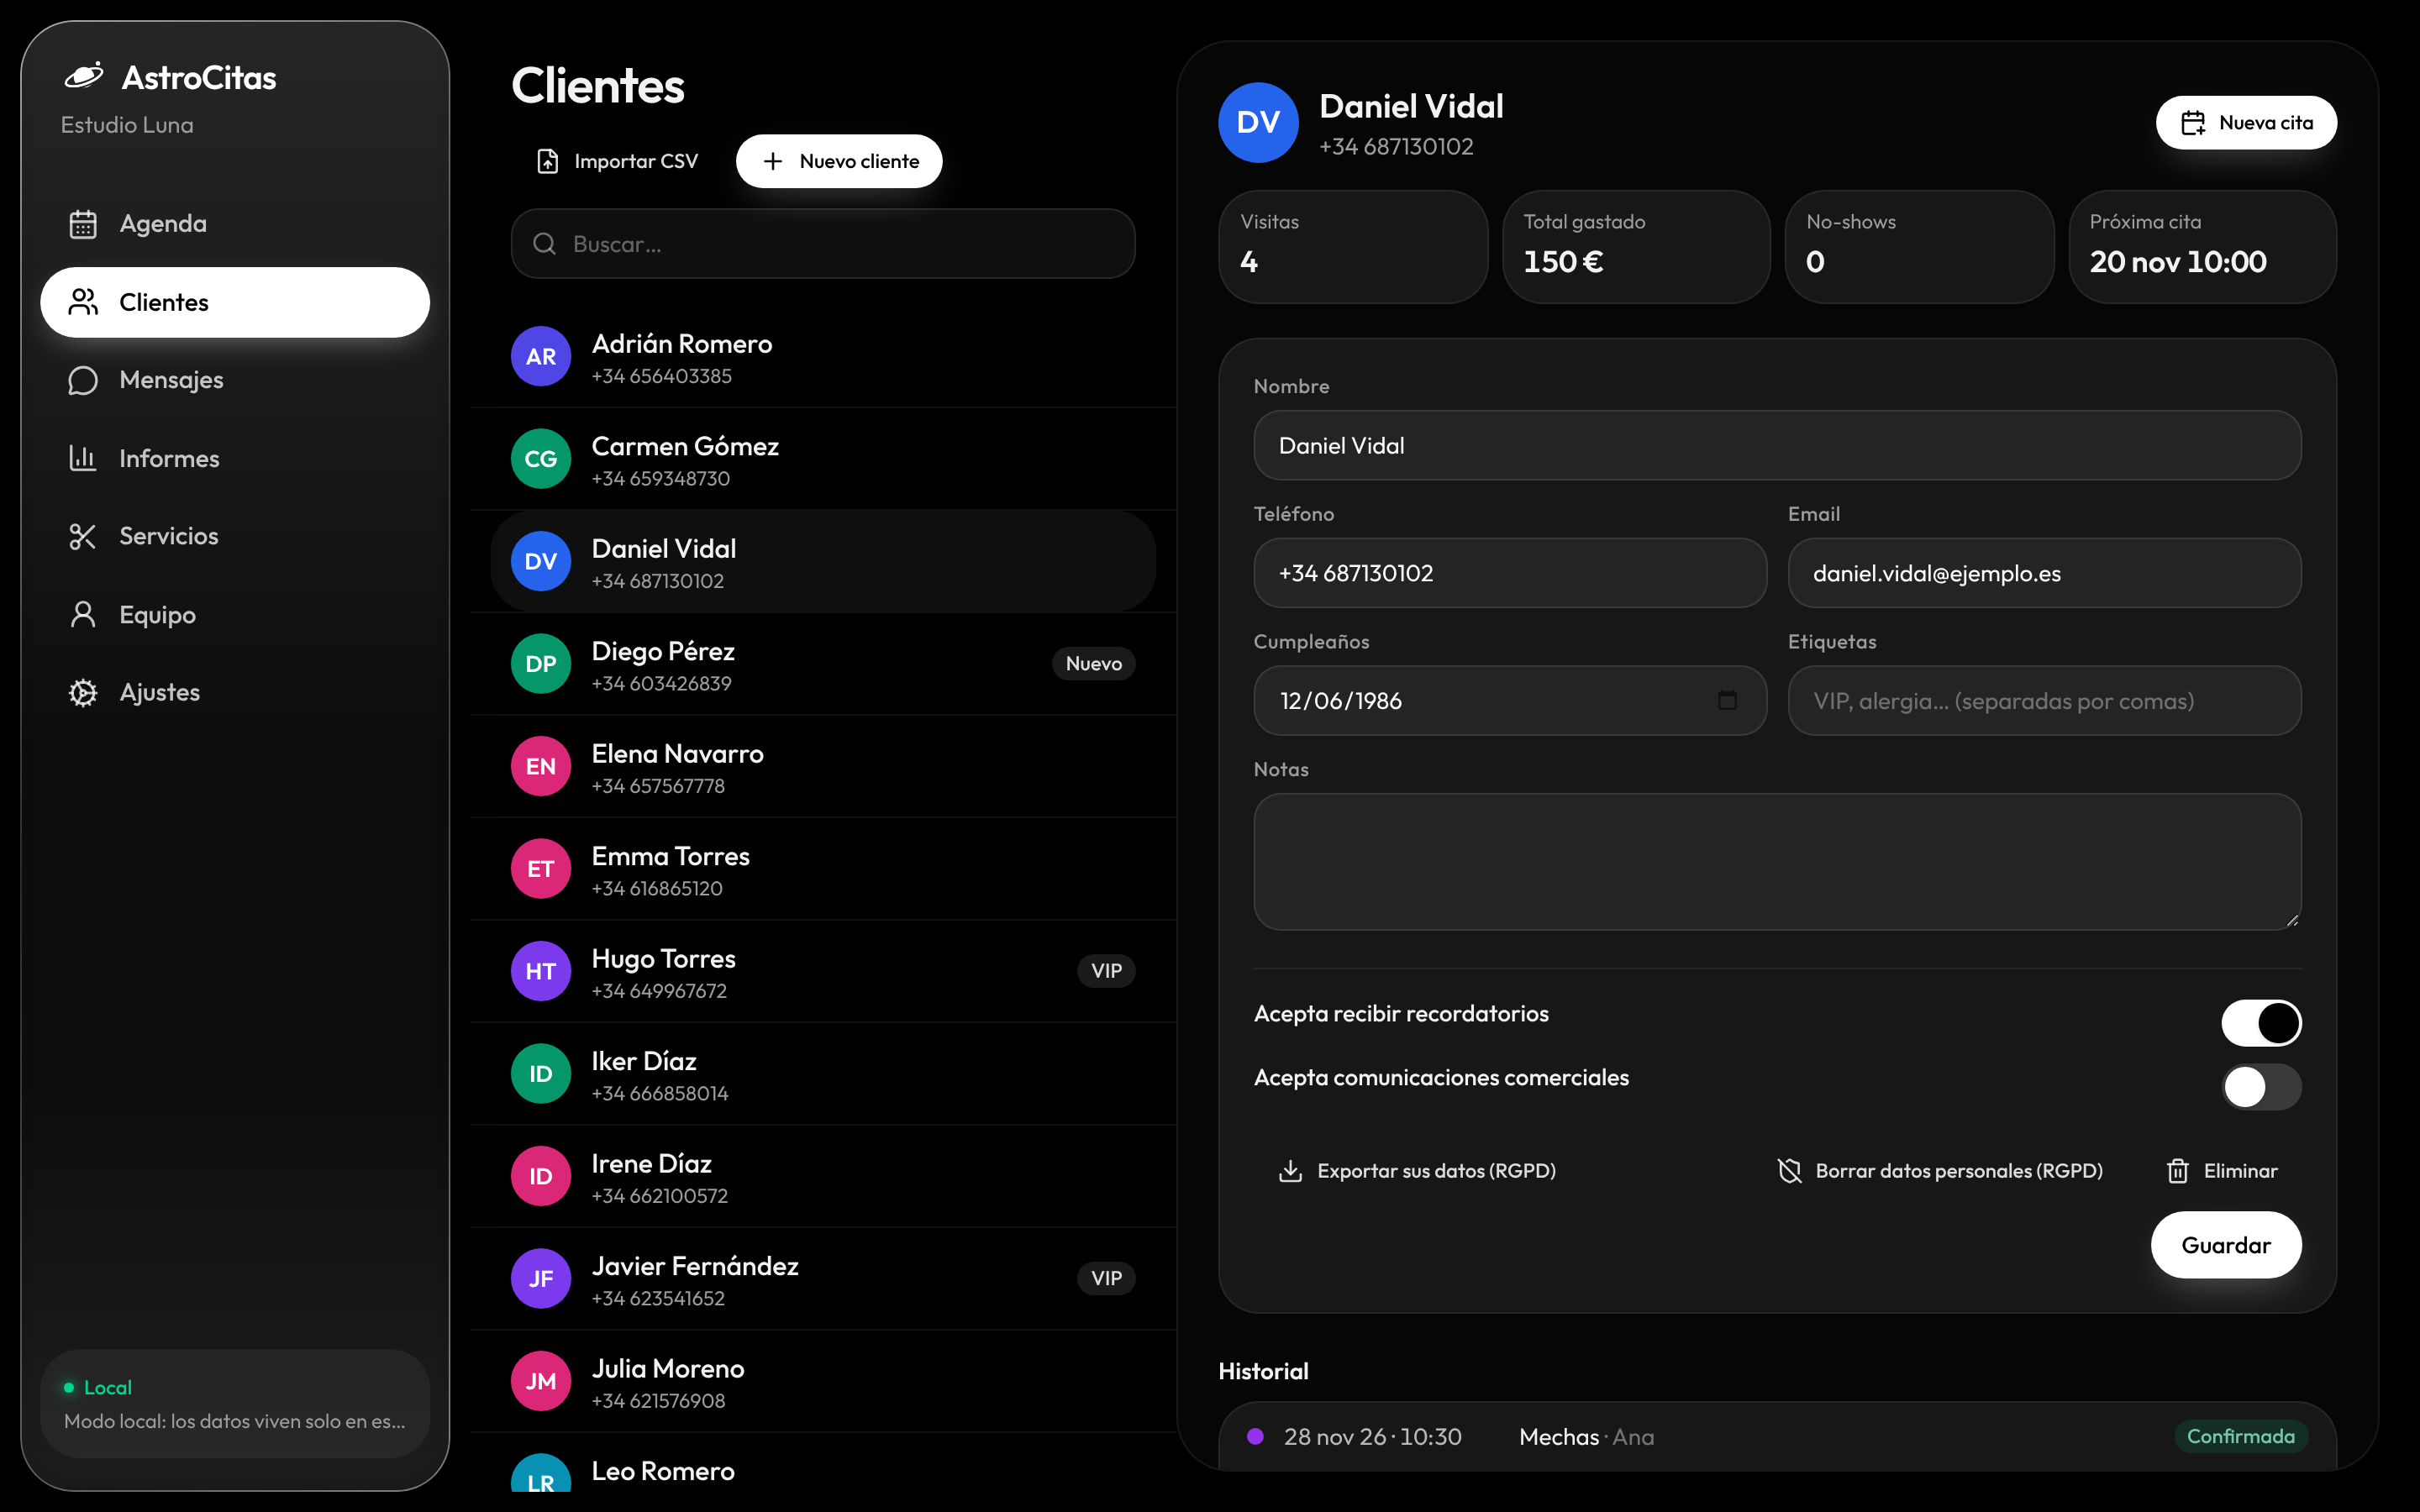 AstroCitas
Estudio Luna
Agenda
Clientes
Mensajes
Informes
Servicios
Equipo
Ajustes
Local
Modo local: los datos viven solo en es...
Clientes
Importar CSV
Nuevo cliente
Buscar...
AR
Adrián Romero
+34 656403385
CG
Carmen Gómez
+34 659348730
DV
Daniel Vidal
+34 687130102
DP
Diego Pérez
+34 603426839
Nuevo
EN
Elena Navarro
+34 657567778
ET
Emma Torres
+34 616865120
HT
Hugo Torres
+34 649967672
VIP
ID
Iker Díaz
+34 666858014
ID
Irene Díaz
+34 662100572
JF
Javier Fernández
+34 623541652
VIP
JM
Julia Moreno
+34 621576908
LR
Leo Romero
DV
Daniel Vidal
+34 687130102
Nueva cita
Visitas
4
Total gastado
150 €
No-shows
0
Próxima cita
20 nov 10:00
Nombre
Daniel Vidal
Teléfono
+34 687130102
Email
daniel.vidal@ejemplo.es
Cumpleaños
12/06/1986
Etiquetas
VIP, alergia... (separadas por comas)
Notas
Acepta recibir recordatorios
Acepta comunicaciones comerciales
Exportar sus datos (RGPD)
Borrar datos personales (RGPD)
Eliminar
Guardar
Historial
28 nov 26 · 10:30
Mechas · Ana
Confirmada